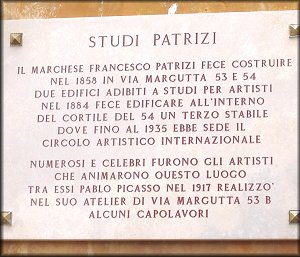 STUDI PATRIZI
IL MARCHESE FRANCESCO PATRIZI FECE COSTRUIRE
NEL 1858 IN VIA MARGUTTA 53 E 54
DUE EDIFICI ADIBITI A STUDI PER ARTISTI
NEL 1884 FECE EDIFICARE ALL'INTERNO
DEL CORTILE DEL 54 UN TERZO STABILE
DOVE FINO AL 1935 EBBE SEDE IL
CIRCOLO ARTISTICO INTERNAZIONALE
NUMEROSI E CELEBRI FURONO GLI ARTISTI
CHE ANIMARONO QUESTO LUOGO
TRA ESSI PABLO PICASSO NEL 1917 REALIZZO'
NEL SUO ATELIER DI VIA MARGUTTA 53 B
ALCUNI CAPOLAVORI